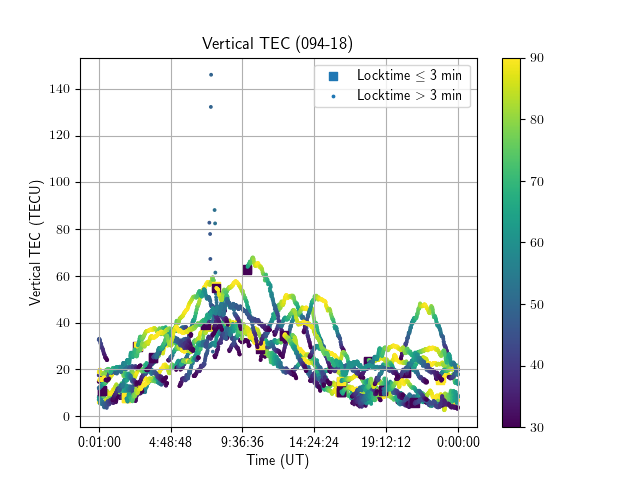 Vertical TEC (094-18)
Locktime ≤ 3 min
Locktime > 3 min
Vertical TEC (TECU)
140
120
100
80
60
40
20
0
0:01:00 4:48:48 9:36:36 14:24:24 19:12:12 0:00:00
Time (UT)
90
80
70
60
50
40
30